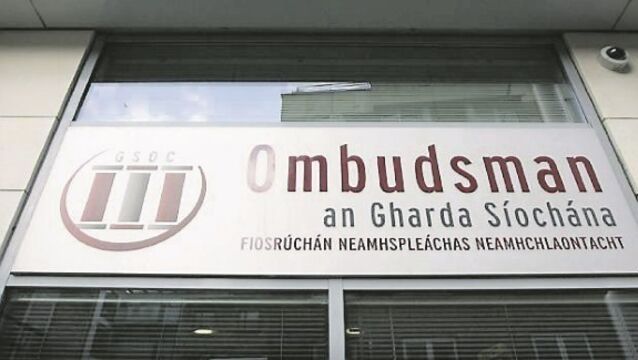 GSOC
Ombudsman
an Gharda Síochána
FIOSRÚCHÁN NEAMHSPLEÁCHAS NEAMHCHLAONTACHT